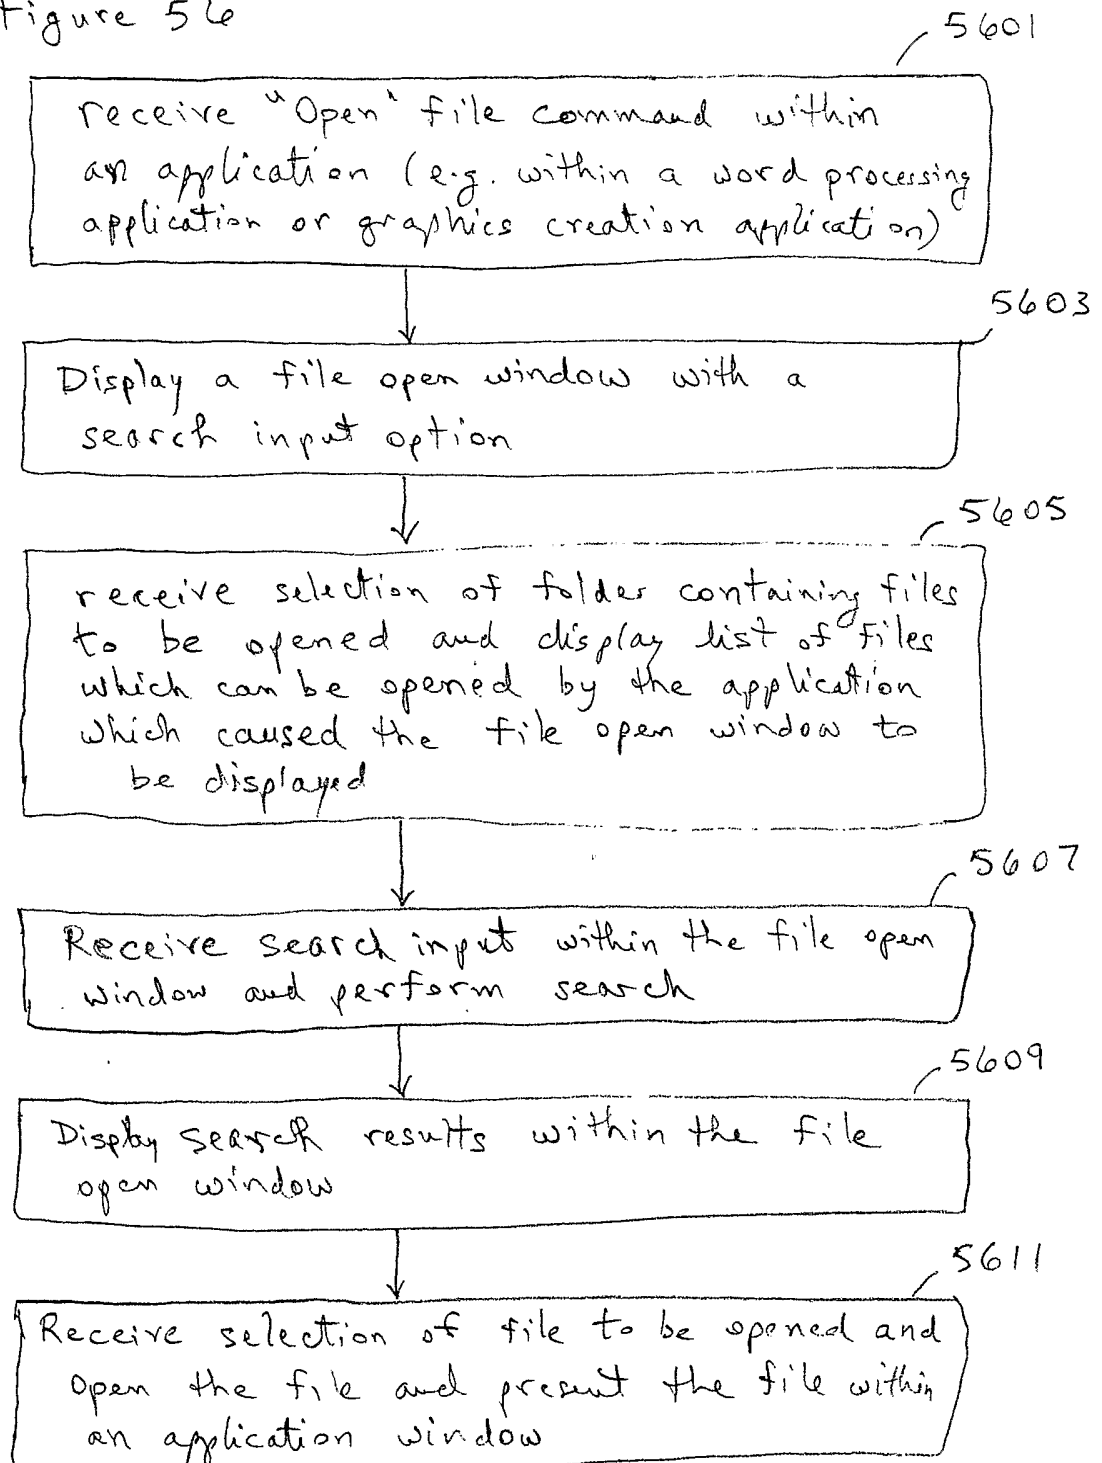 Figure 56
5601
receive "Open" file command within
an application (e.g. within a word processing
application or graphics creation application)
5603
Display a file open window with a
search input option
5605
receive selection of folder containing files
to be opened and display list of files
which can be opened by the application
which caused the file open window to
be displayed
5607
Receive search input within the file open
window and perform search
5609
Display search results within the file
open window
5611
Receive selection of file to be opened and
open the file and present the file within
an application window